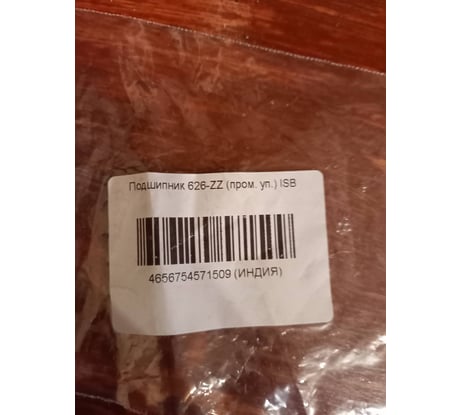 Подшипник 626-ZZ (пром. уп.) ISB
4656754571509 (ИНДИЯ)